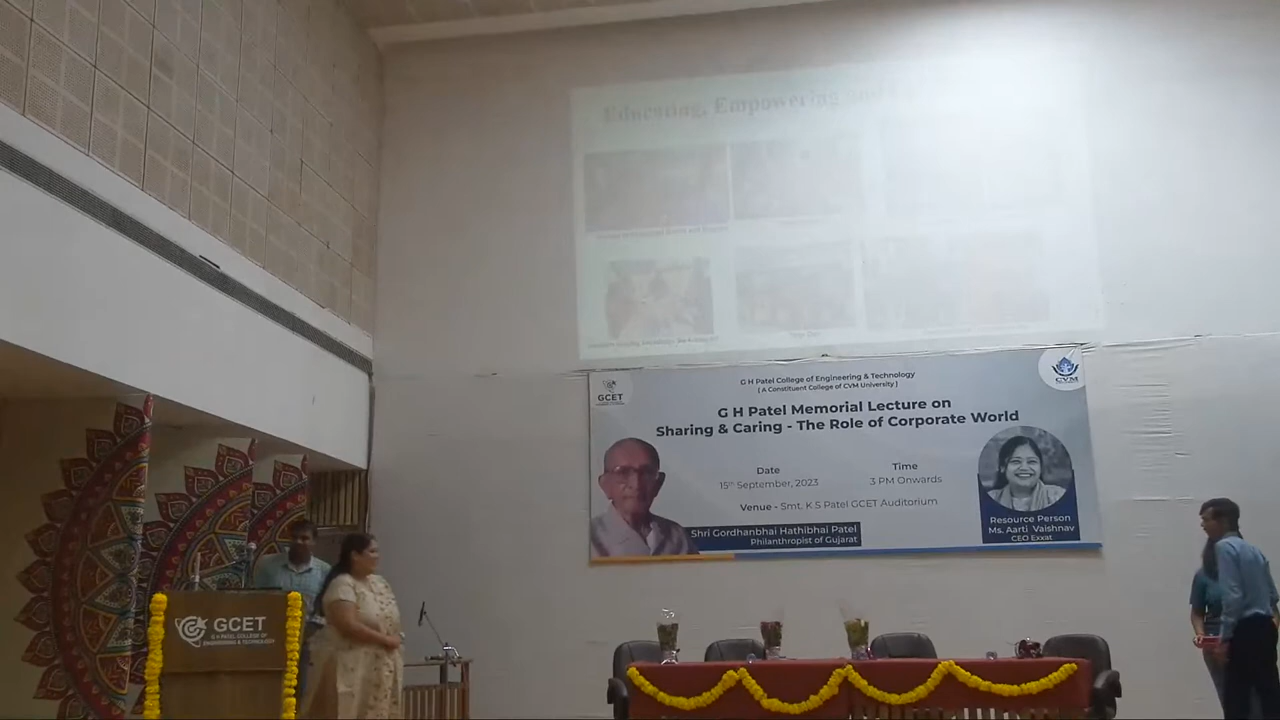 Educating, Empowering and
G H Patel College of Engineering & Technology
( A Constituent College of CVM University )
GCET
CVM
G H Patel Memorial Lecture on
Sharing & Caring - The Role of Corporate World
Date
15th September, 2023
Time
3 PM Onwards
Venue - Smt. K S Patel GCET Auditorium
Shri Gordhanbhai Hathibhai Patel
Philanthropist of Gujarat
Resource Person
Ms. Aarti Vaishnav
CEO Exxat
GCET
G H PATEL COLLEGE OF
ENGINEERING & TECHNOLOGY